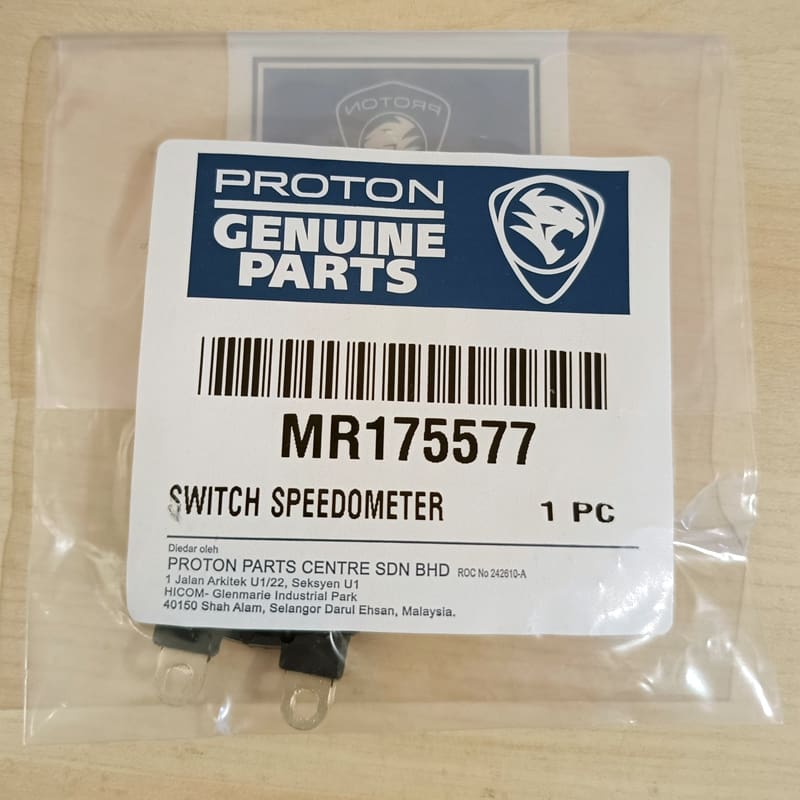 PROTON
PROTON
GENUINE
PARTS
MR175577
SWITCH SPEEDOMETER 1 PC
Diedar oleh
PROTON PARTS CENTRE SDN BHD ROC No 242610-A
1 Jalan Arkitek U1/22, Seksyen U1
HICOM- Glenmarie Industrial Park
40150 Shah Alam, Selangor Darul Ehsan, Malaysia.